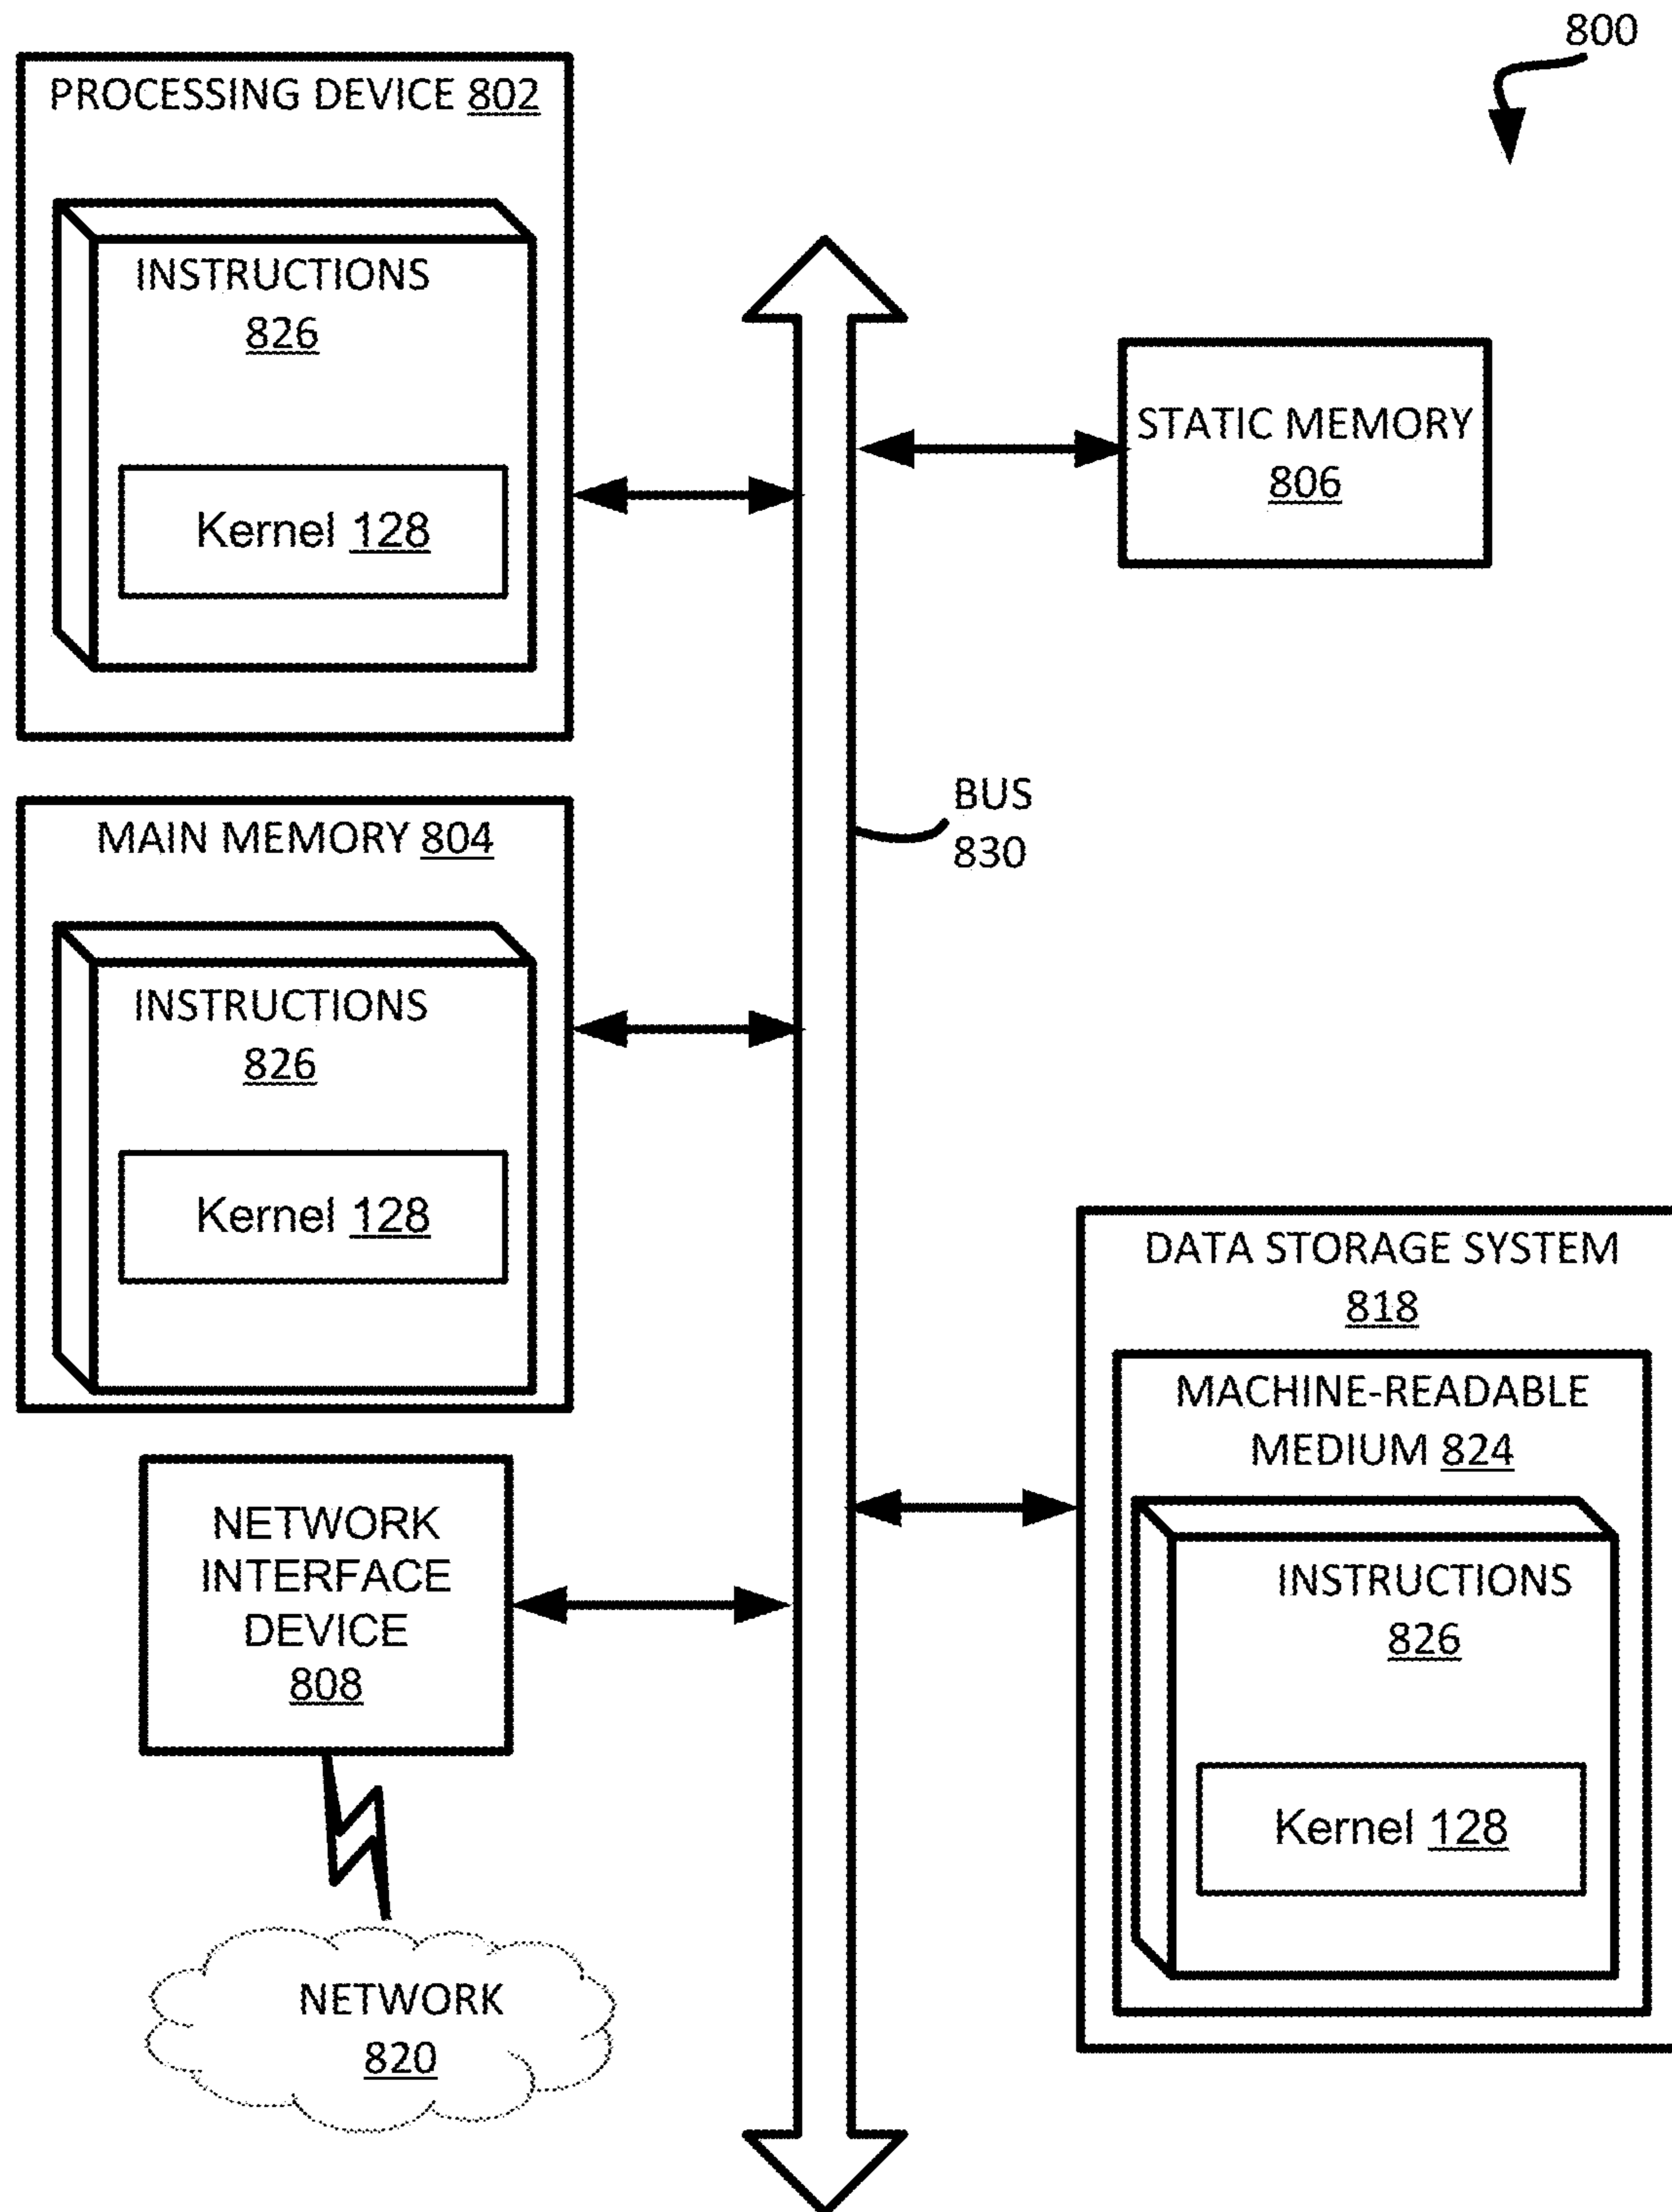 800
PROCESSING DEVICE 802
INSTRUCTIONS
826
Kernel 128
STATIC MEMORY
806
BUS
830
MAIN MEMORY 804
INSTRUCTIONS
826
Kernel 128
DATA STORAGE SYSTEM
818
MACHINE-READABLE
MEDIUM 824
INSTRUCTIONS
826
Kernel 128
NETWORK
INTERFACE
DEVICE
808
NETWORK
820